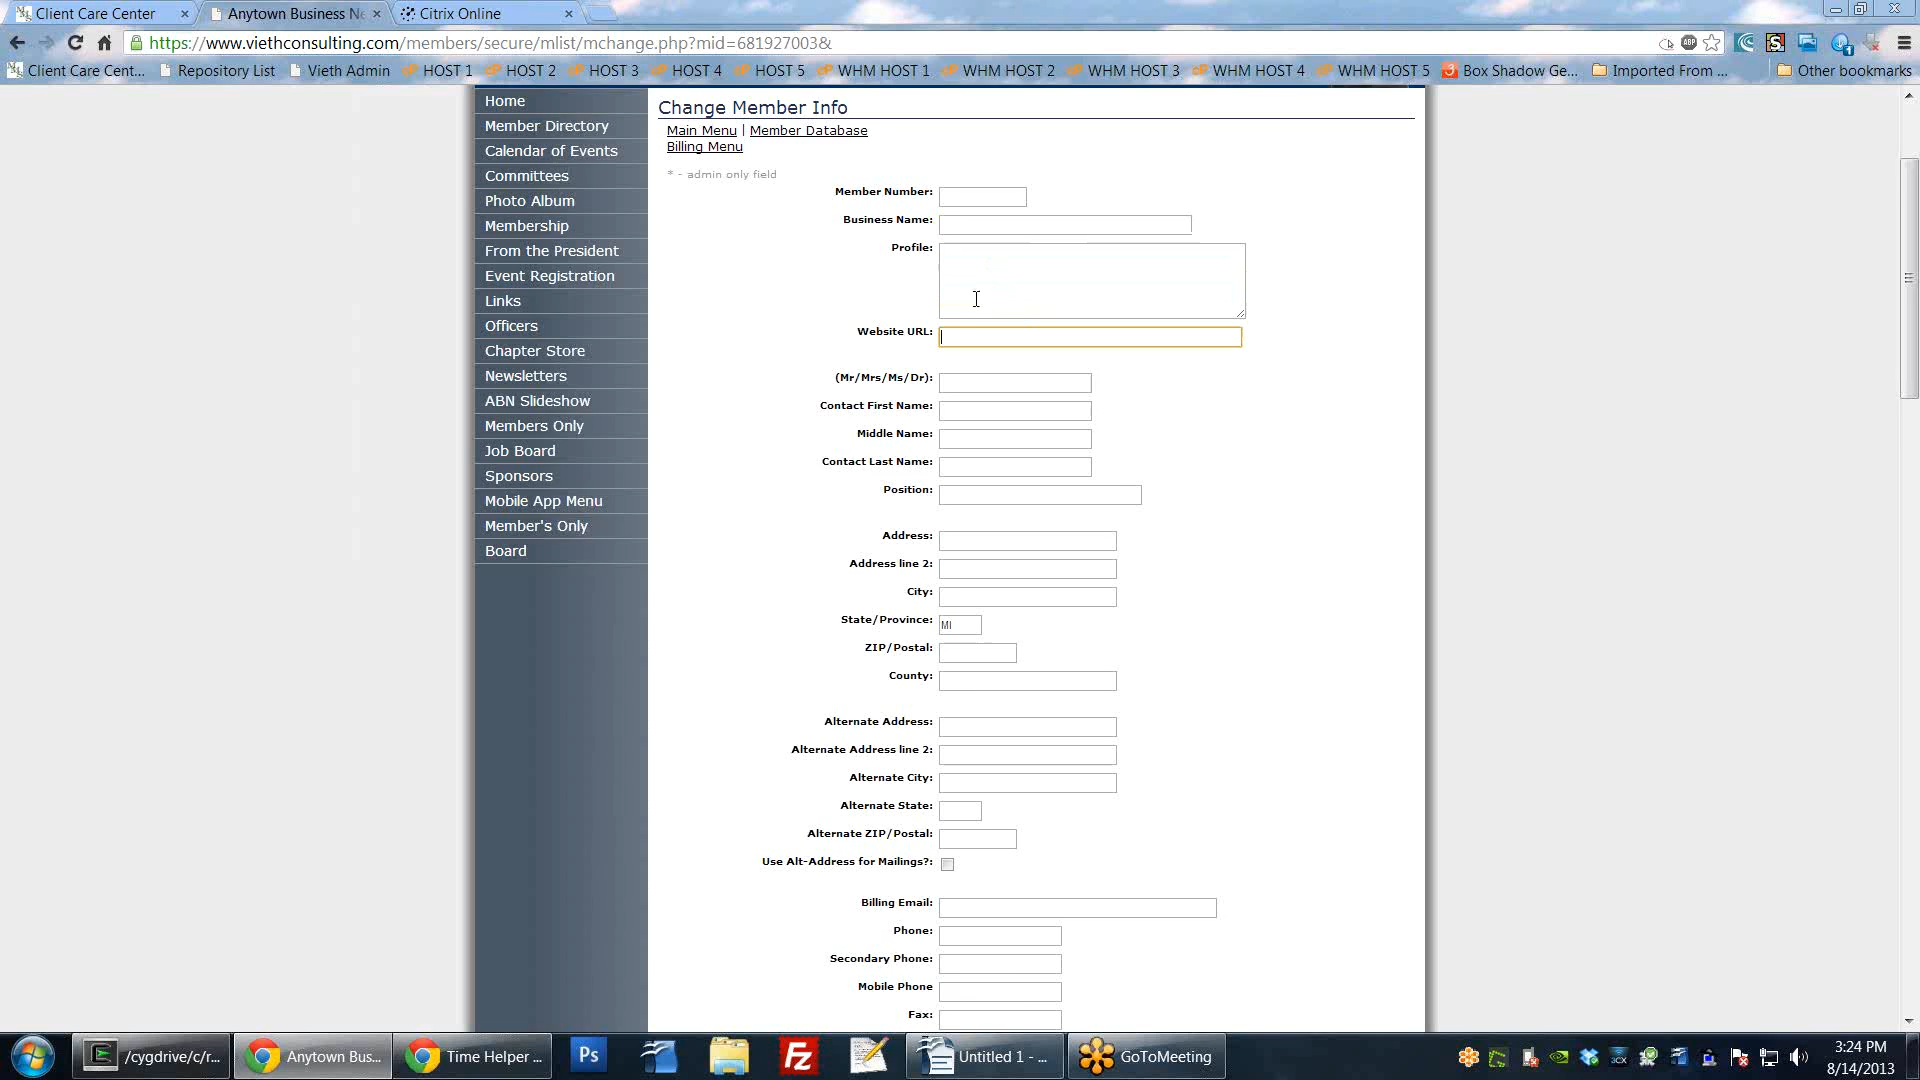 Client Care Center
Anytown Business Ne
Citrix Online
https://www.viethconsulting.com/members/secure/mlist/mchange.php?mid=681927003&
ABP
S
1
Client Care Cent...
Repository List
Vieth Admin
HOST 1
HOST 2
HOST 3
HOST 4
HOST 5
WHM HOST 1
WHM HOST 2
WHM HOST 3
WHM HOST 4
WHM HOST 5
3
Box Shadow Ge...
Imported From ...
Other bookmarks
Home
Member Directory
Calendar of Events
Committees
Photo Album
Membership
From the President
Event Registration
Links
Officers
Chapter Store
Newsletters
ABN Slideshow
Members Only
Job Board
Sponsors
Mobile App Menu
Member's Only
Board
Change Member Info
Main Menu | Member Database
Billing Menu
* - admin only field
Member Number:
Business Name:
Profile:
Website URL:
(Mr/Mrs/Ms/Dr):
Contact First Name:
Middle Name:
Contact Last Name:
Position:
Address:
Address line 2:
City:
State/Province: MI
ZIP/Postal:
County:
Alternate Address:
Alternate Address line 2:
Alternate City:
Alternate State:
Alternate ZIP/Postal:
Use Alt-Address for Mailings?:
Billing Email:
Phone:
Secondary Phone:
Mobile Phone
Fax:
/cygdrive/c/r...
Anytown Bus...
Time Helper ...
Ps
Fz
Untitled 1 - ...
GoToMeeting
3CX
3:24 PM
8/14/2013